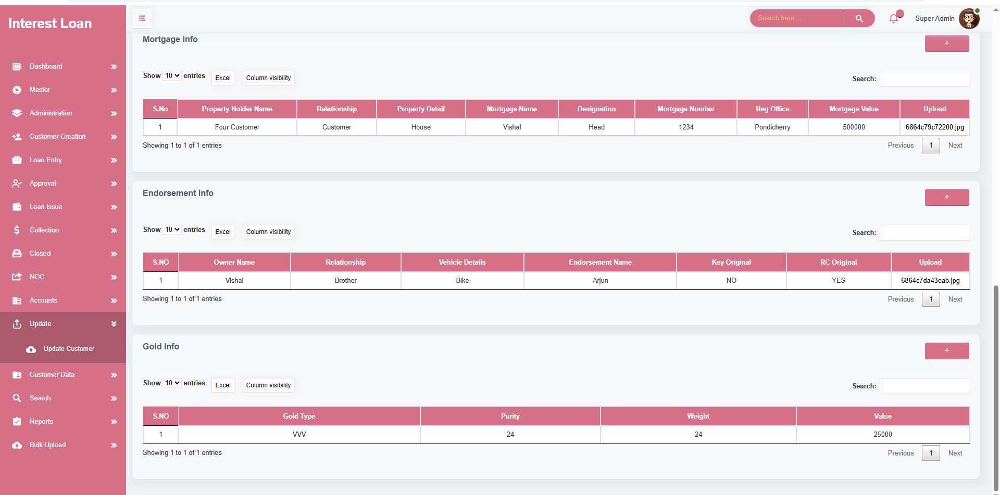 Interest Loan
Search here ...
Super Admin
Dashboard
Master
Administration
Customer Creation
Loan Entry
Approval
Loan Issue
Collection
Closed
NOC
Accounts
Update
Update Customer
Customer Data
Search
Reports
Bulk Upload
Mortgage Info
+
Show 10 entries Excel Column visibility Search:
S.No Property Holder Name Relationship Property Detail Mortgage Name Designation Mortgage Number Reg Office Mortgage Value Upload
1 Four Customer Customer House Vishal Head 1234 Pondicherry 500000 6864c79c72200.jpg
Showing 1 to 1 of 1 entries Previous 1 Next
Endorsement Info
+
Show 10 entries Excel Column visibility Search:
S.NO Owner Name Relationship Vehicle Details Endorsement Name Key Original RC Original Upload
1 Vishal Brother Bike Arjun NO YES 6864c7da43eab.jpg
Showing 1 to 1 of 1 entries Previous 1 Next
Gold Info
+
Show 10 entries Excel Column visibility Search:
S.NO Gold Type Purity Weight Value
1 VVV 24 24 25000
Showing 1 to 1 of 1 entries Previous 1 Next